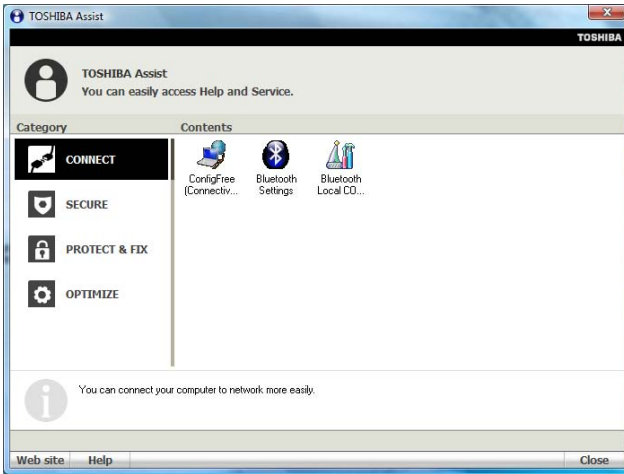 TOSHIBA Assist
TOSHIBA
TOSHIBA Assist
You can easily access Help and Service.
Category
Contents
CONNECT
SECURE
PROTECT & FIX
OPTIMIZE
ConfigFree
(Connectiv...
Bluetooth
Settings
Bluetooth
Local CO...
You can connect your computer to network more easily.
Web site
Help
Close